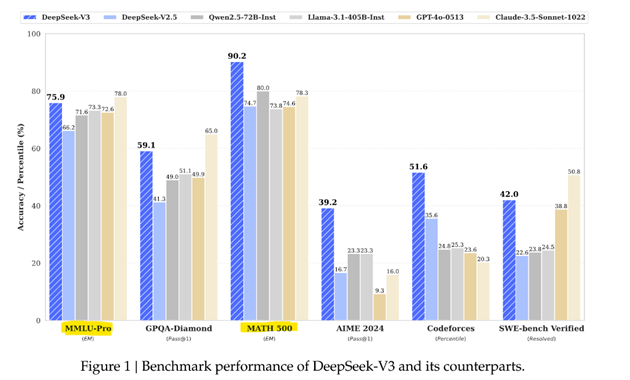 DeepSeek-V3 DeepSeek-V2.5 Qwen2.5-72B-Inst Llama-3.1-405B-Inst GPT-4o-0513 Claude-3.5-Sonnet-1022
Accuracy / Percentile (%)
100
80
60
40
20
0
75.9 66.2 71.6 73.3 72.6 78.0
59.1 41.3 49.0 51.1 49.9 65.0
90.2 74.7 80.0 73.8 74.6 78.3
39.2 16.7 23.3 23.3 9.3 16.0
51.6 35.6 24.8 25.3 23.6 20.3
42.0 22.6 23.8 24.5 38.8 50.8
MMLU-Pro GPQA-Diamond MATH 500 AIME 2024 Codeforces SWE-bench Verified
(EM) (Pass@1) (EM) (Pass@1) (Percentile) (Resolved)
Figure 1 | Benchmark performance of DeepSeek-V3 and its counterparts.